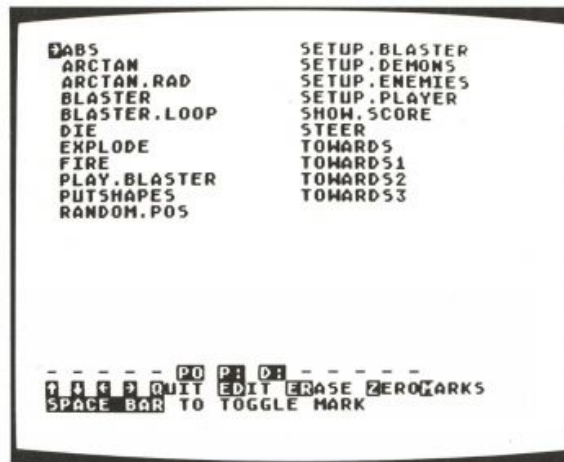 ABS
ARCTAN
ARCTAN.RAD
BLASTER
BLASTER.LOOP
DIE
EXPLODE
FIRE
PLAY.BLASTER
PUTSHAPES
RANDOM.POS
SETUP.BLASTER
SETUP.DEMONS
SETUP.ENEMIES
SETUP.PLAYER
SHOW.SCORE
STEER
TOWARDS
TOWARDS1
TOWARDS2
TOWARDS3
- - - - - PO P: D: - - - - -
↑ ↓ ← → QUIT EDIT ERASE ZEROMARKS
SPACE BAR TO TOGGLE MARK